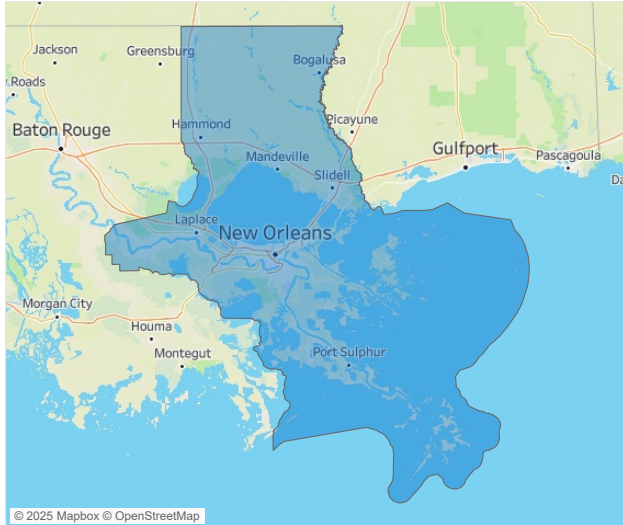 Jackson
Greensburg
Bogalusa
Roads
Picayune
Baton Rouge
Hammond
Gulfport
Mandeville
Pascagoula
Slidell
Da
Laplace
New Orleans
Morgan City
Houma
Montegut
Port Sulphur
© 2025 Mapbox © OpenStreetMap